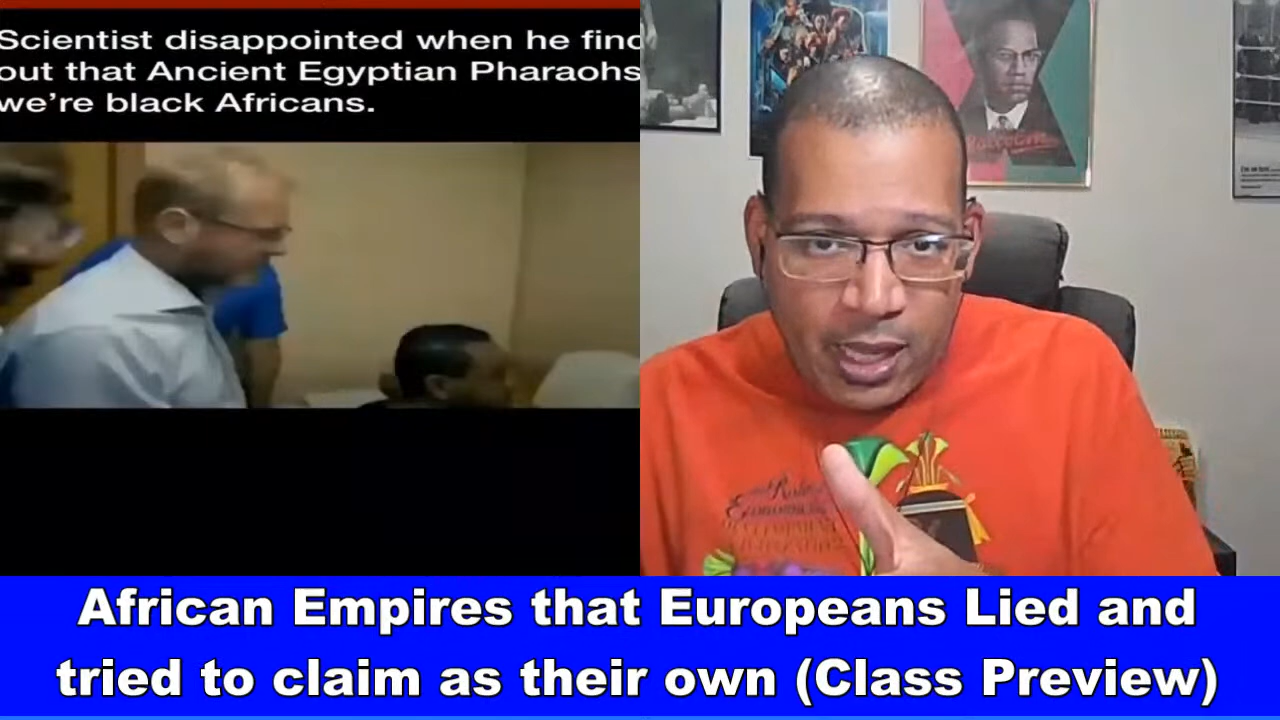 Scientist disappointed when he find
out that Ancient Egyptian Pharaohs
we're black Africans.
African Empires that Europeans Lied and
tried to claim as their own (Class Preview)